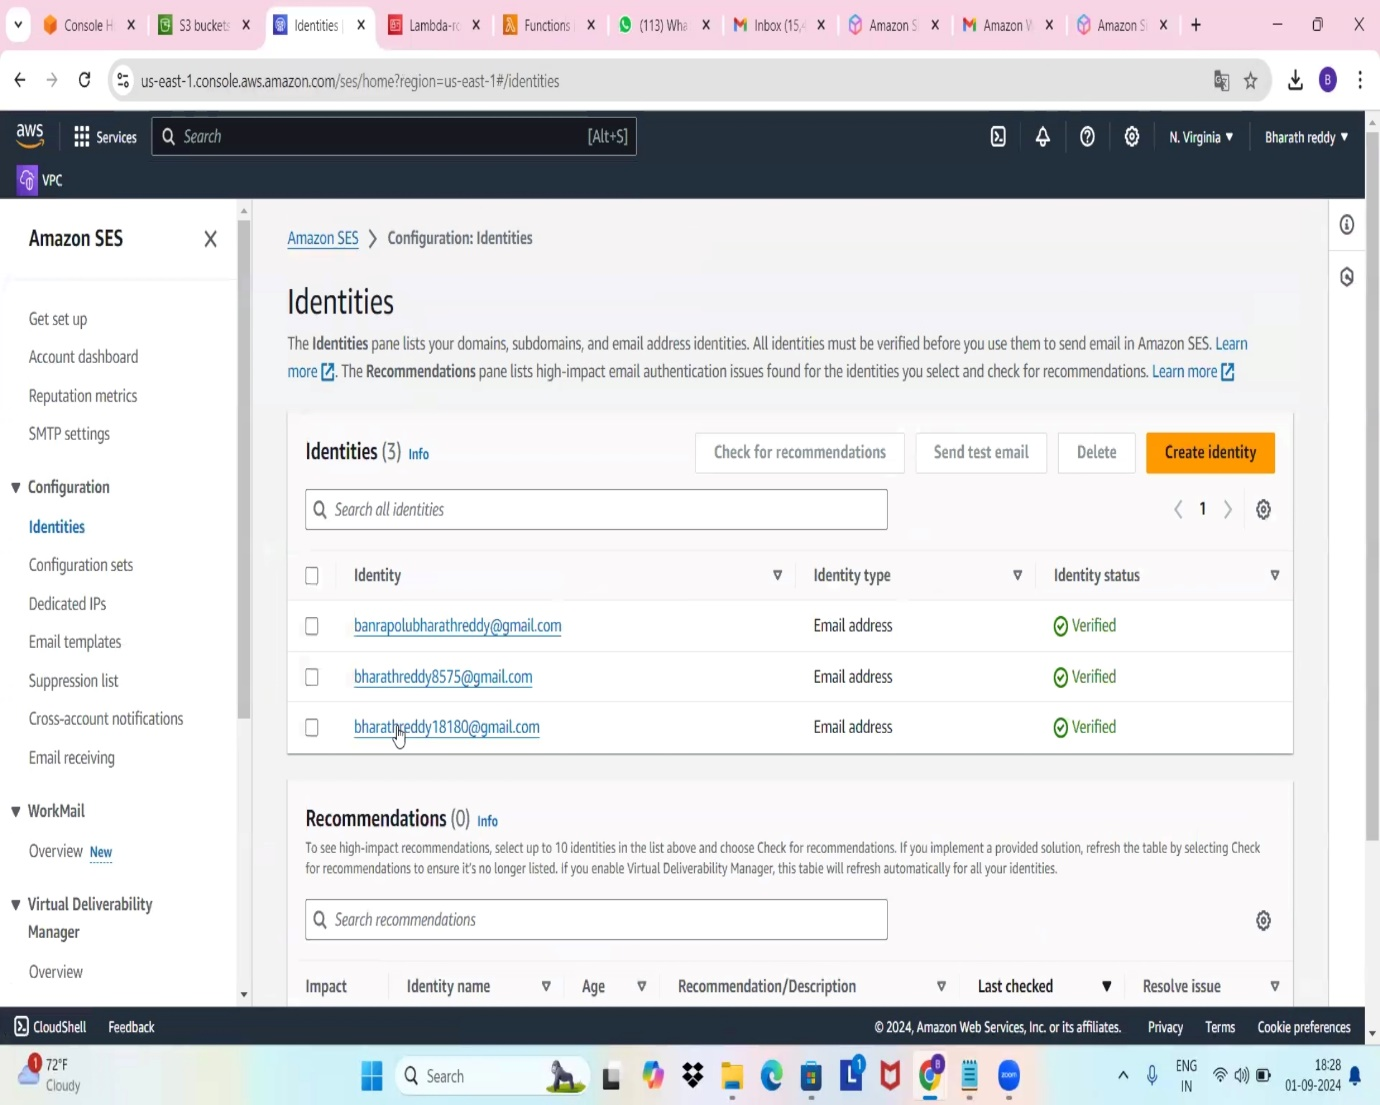 Console H
S3 bucket
Identities
Lambda-ro
Functions
(113) Wha
Inbox (15,
Amazon S
Amazon W
Amazon S
us-east-1.console.aws.amazon.com/ses/home?region=us-east-1#/identities
B
aws
Services
Search
[Alt+S]
N. Virginia
Bharath reddy
VPC
Amazon SES
Get set up
Account dashboard
Reputation metrics
SMTP settings
Configuration
Identities
Configuration sets
Dedicated IPs
Email templates
Suppression list
Cross-account notifications
Email receiving
WorkMail
Overview New
Virtual Deliverability
Manager
Overview
Amazon SES > Configuration: Identities
Identities
The Identities pane lists your domains, subdomains, and email address identities. All identities must be verified before you use them to send email in Amazon SES. Learn
more. The Recommendations pane lists high-impact email authentication issues found for the identities you select and check for recommendations. Learn more
Identities (3) Info
Check for recommendations
Send test email
Delete
Create identity
Search all identities
1
Identity
Identity type
Identity status
banrapolubharathreddy@gmail.com
Email address
Verified
bharathreddy8575@gmail.com
Email address
Verified
bharathreddy18180@gmail.com
Email address
Verified
Recommendations (0) Info
To see high-impact recommendations, select up to 10 identities in the list above and choose Check for recommendations. If you implement a provided solution, refresh the table by selecting Check
for recommendations to ensure it's no longer listed. If you enable Virtual Deliverability Manager, this table will refresh automatically for all your identities.
Search recommendations
Impact
Identity name
Age
Recommendation/Description
Last checked
Resolve issue
CloudShell
Feedback
© 2024, Amazon Web Services, Inc. or its affiliates.
Privacy
Terms
Cookie preferences
1
72°F
Cloudy
Search
L
1
B
zoom
ENG
IN
18:28
01-09-2024